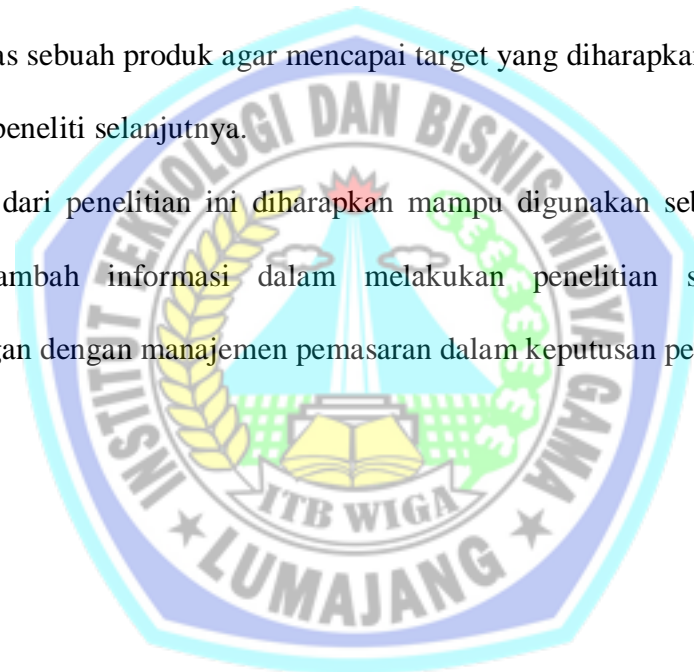 as sebuah produk agar mencapai target yang diharapkan
peneliti selanjutnya.
dari penelitian ini diharapkan mampu digunakan seb
ambah informasi dalam melakukan penelitian s
gan dengan manajemen pemasaran dalam keputusan pe
INSTITUT TEKNOLOGI DAN BISNIS WIDYA GAMA
ITB WIGA
LUMAJANG